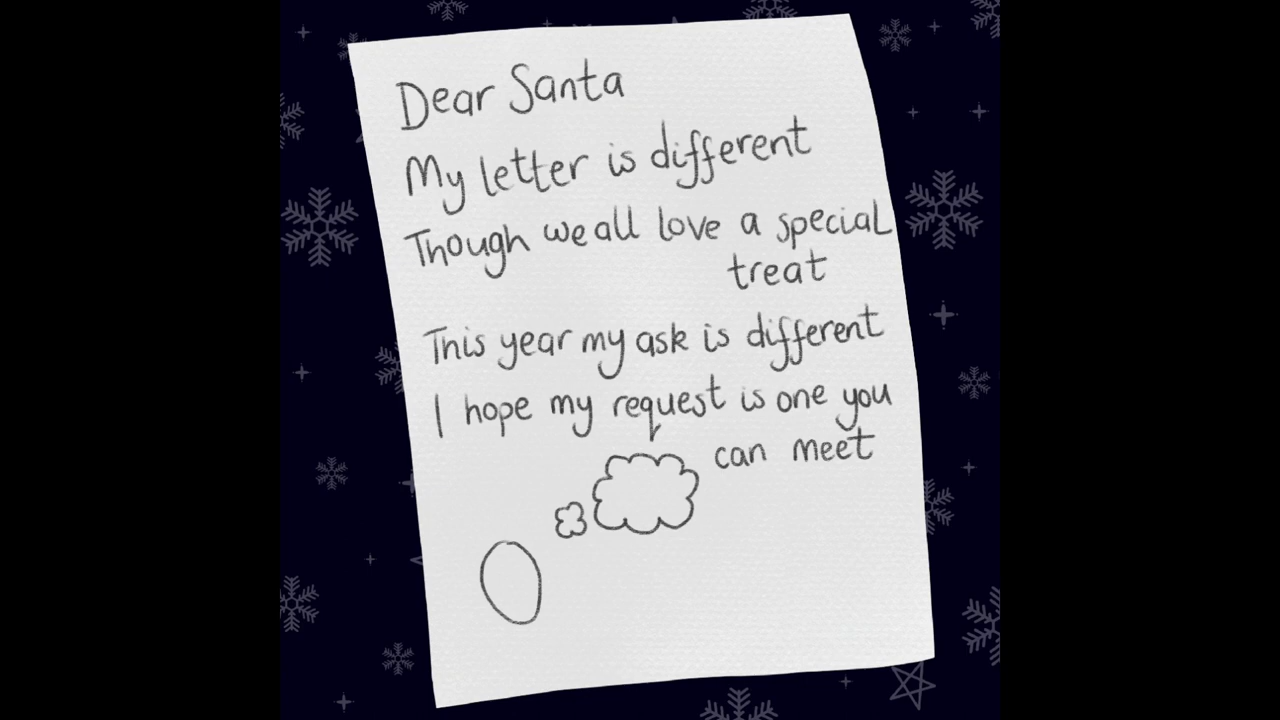 Dear Santa
My letter is different
Though we all love a special
treat
This year my ask is different
I hope my request is one you
can meet